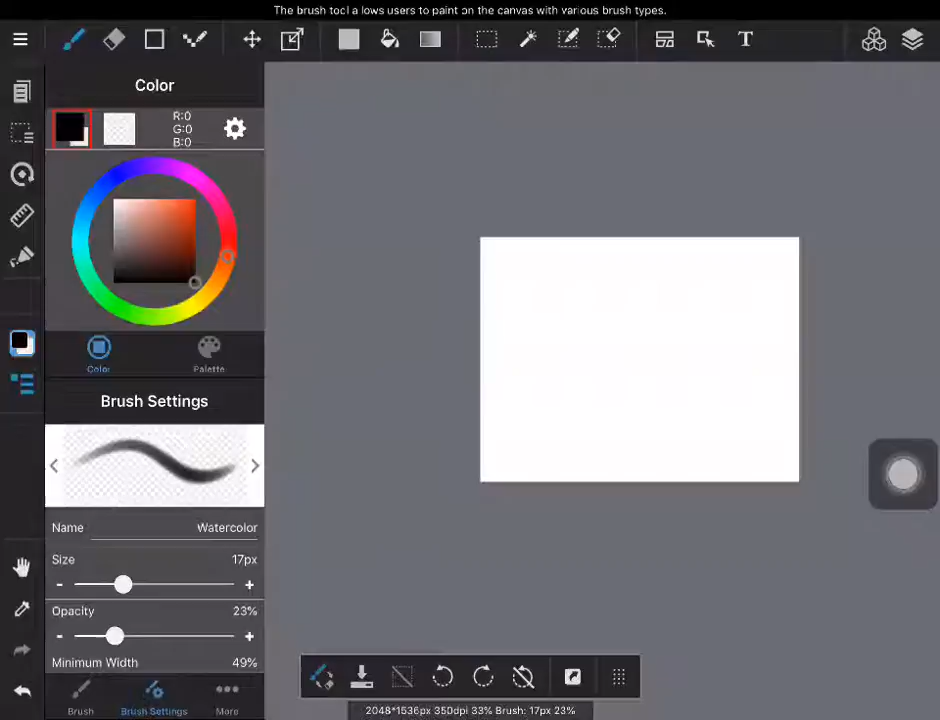 The brush tool a lows users to paint on the canvas with various brush types.
T
Color
R:0
G:0
B:0
Color
Palette
Brush Settings
Name Watercolor
Size 17px
- +
Opacity 23%
- +
Minimum Width 49%
Brush
Brush Settings
More
2048*1536px 350dpi 33% Brush: 17px 23%